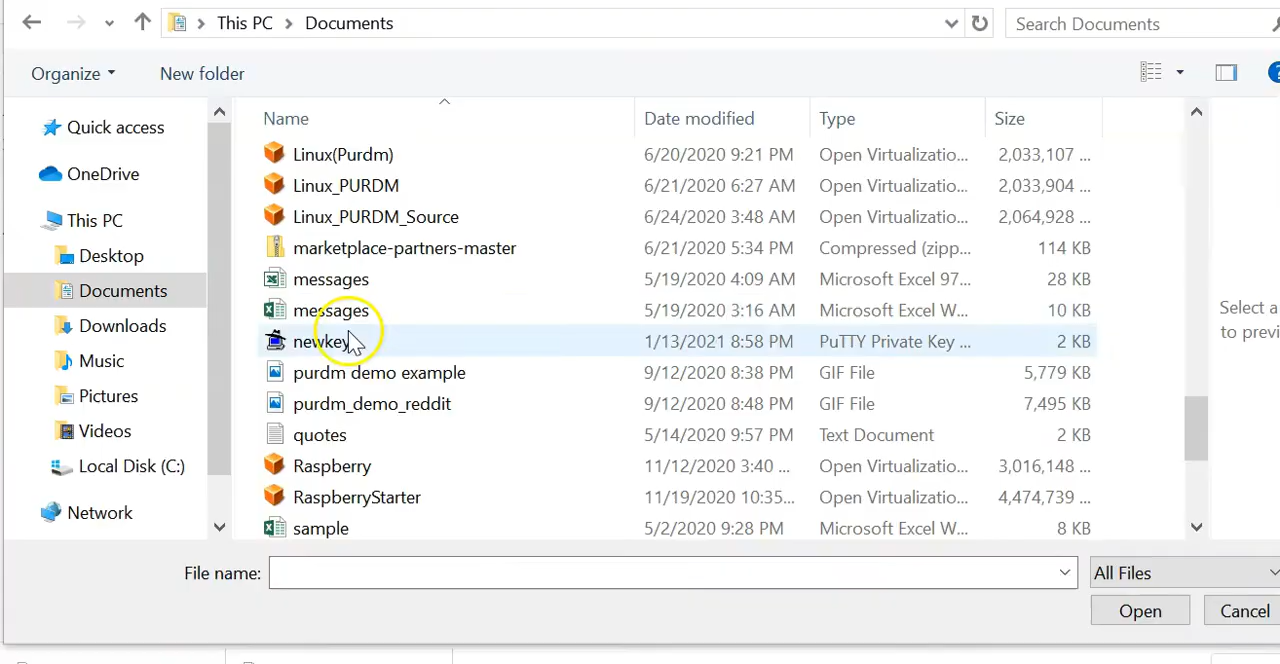 This PC > Documents
Search Documents
Organize
New folder
Quick access
OneDrive
This PC
Desktop
Documents
Downloads
Music
Pictures
Videos
Local Disk (C:)
Network
Name Date modified Type Size
Linux(Purdm) 6/20/2020 9:21 PM Open Virtualizatio... 2,033,107 ...
Linux_PURDM 6/21/2020 6:27 AM Open Virtualizatio... 2,033,904 ...
Linux_PURDM_Source 6/24/2020 3:48 AM Open Virtualizatio... 2,064,928 ...
marketplace-partners-master 6/21/2020 5:34 PM Compressed (zipp... 114 KB
messages 5/19/2020 4:09 AM Microsoft Excel 97... 28 KB
messages 5/19/2020 3:16 AM Microsoft Excel W... 10 KB
newkey 1/13/2021 8:58 PM PuTTY Private Key ... 2 KB
purdm demo example 9/12/2020 8:38 PM GIF File 5,779 KB
purdm_demo_reddit 9/12/2020 8:48 PM GIF File 7,495 KB
quotes 5/14/2020 9:57 PM Text Document 2 KB
Raspberry 11/12/2020 3:40 ... Open Virtualizatio... 3,016,148 ...
RaspberryStarter 11/19/2020 10:35... Open Virtualizatio... 4,474,739 ...
sample 5/2/2020 9:28 PM Microsoft Excel W... 8 KB
Select a
to previ
File name:
All Files
Open
Cancel